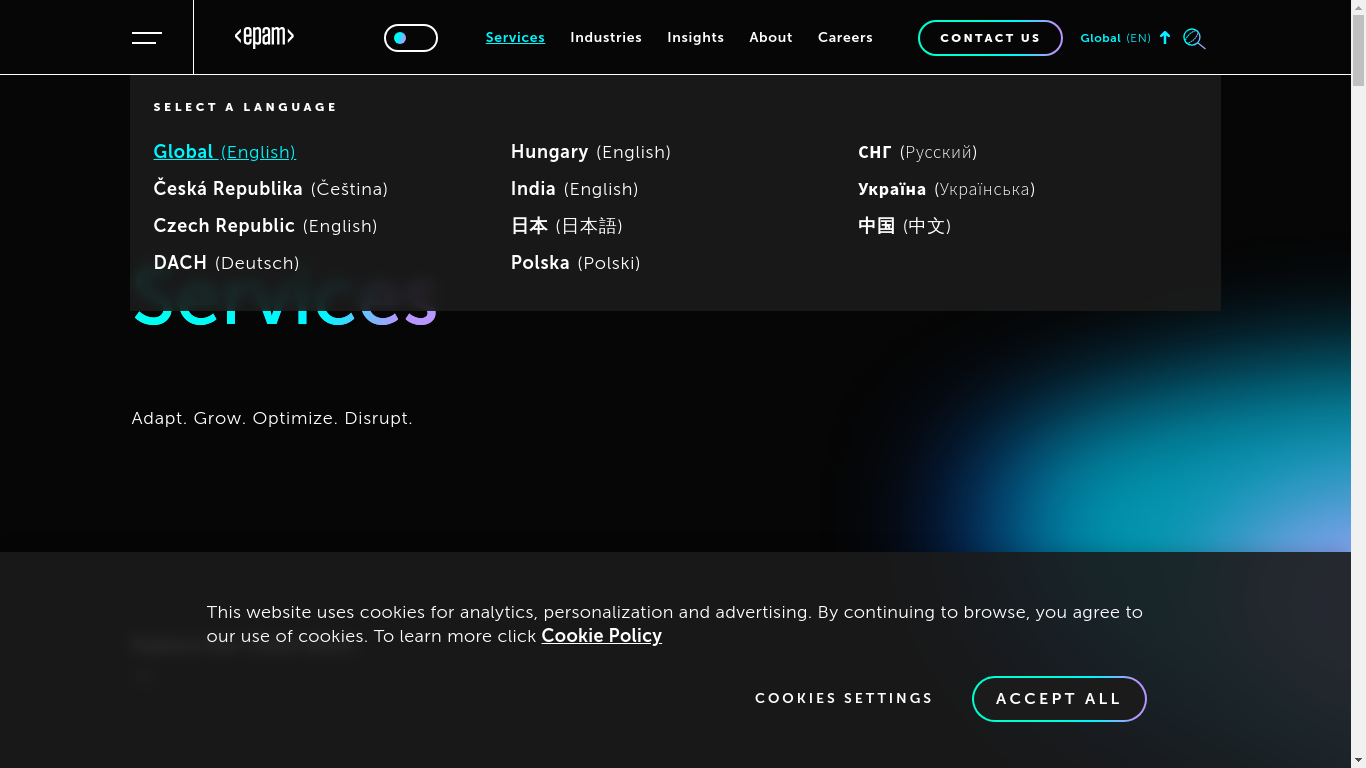 <epam>
Services
Industries
Insights
About
Careers
CONTACT US
Global (EN)
SELECT A LANGUAGE
Global (English)
Česká Republika (Čeština)
Czech Republic (English)
DACH (Deutsch)
Hungary (English)
India (English)
日本 (日本語)
Polska (Polski)
СНГ (Русский)
Україна (Українська)
中国 (中文)
Services
Adapt. Grow. Optimize. Disrupt.
This website uses cookies for analytics, personalization and advertising. By continuing to browse, you agree to
our use of cookies. To learn more click Cookie Policy
COOKIES SETTINGS
ACCEPT ALL